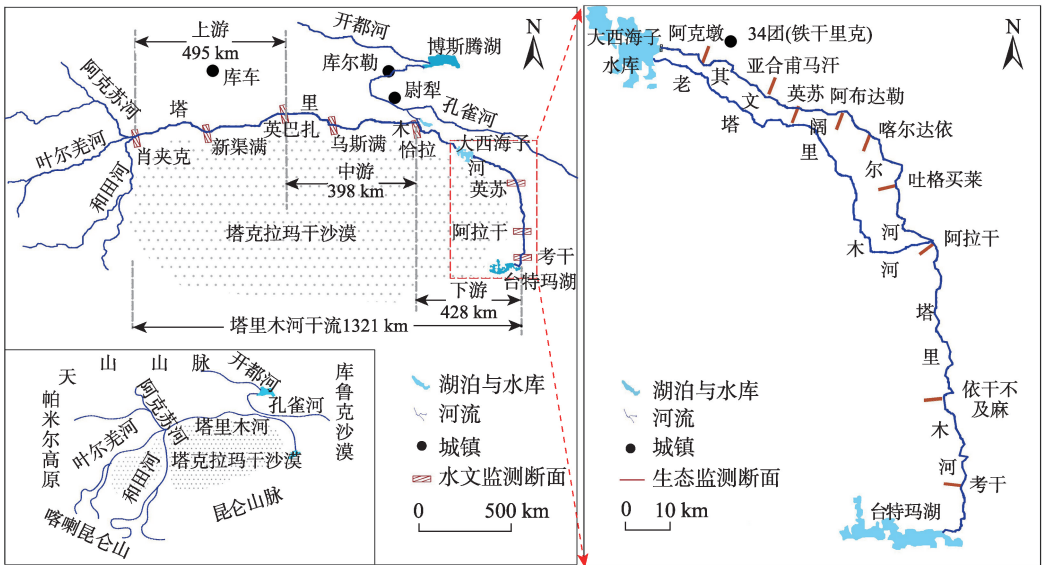 上游
495 km
库车
开都河
博斯腾湖
库尔勒
尉犁
孔雀河
N
阿克苏河
叶尔羌河
和田河
塔
里
木
河
肖夹克
新渠满
英巴扎
乌斯满
恰拉
大西海子
英苏
阿拉干
考干
台特玛湖
中游
398 km
塔克拉玛干沙漠
下游
428 km
塔里木河干流1321 km
天
山
山
脉
帕米尔高原
阿克苏河
开都河
孔雀河
库鲁克沙漠
叶尔羌河
塔里木河
和田河
塔克拉玛干沙漠
昆仑山脉
喀喇昆仑山
湖泊与水库
河流
城镇
水文监测断面
0
500 km
大西海子
水库
阿克墩
34团(铁干里克)
N
亚合甫马汗
英苏
阿布达勒
喀尔达依
吐格买莱
阿拉干
其
文
阔
尔
河
老
塔
里
木
河
塔
里
木
河
依干不
及麻
考干
台特玛湖
湖泊与水库
河流
城镇
生态监测断面
0
10 km